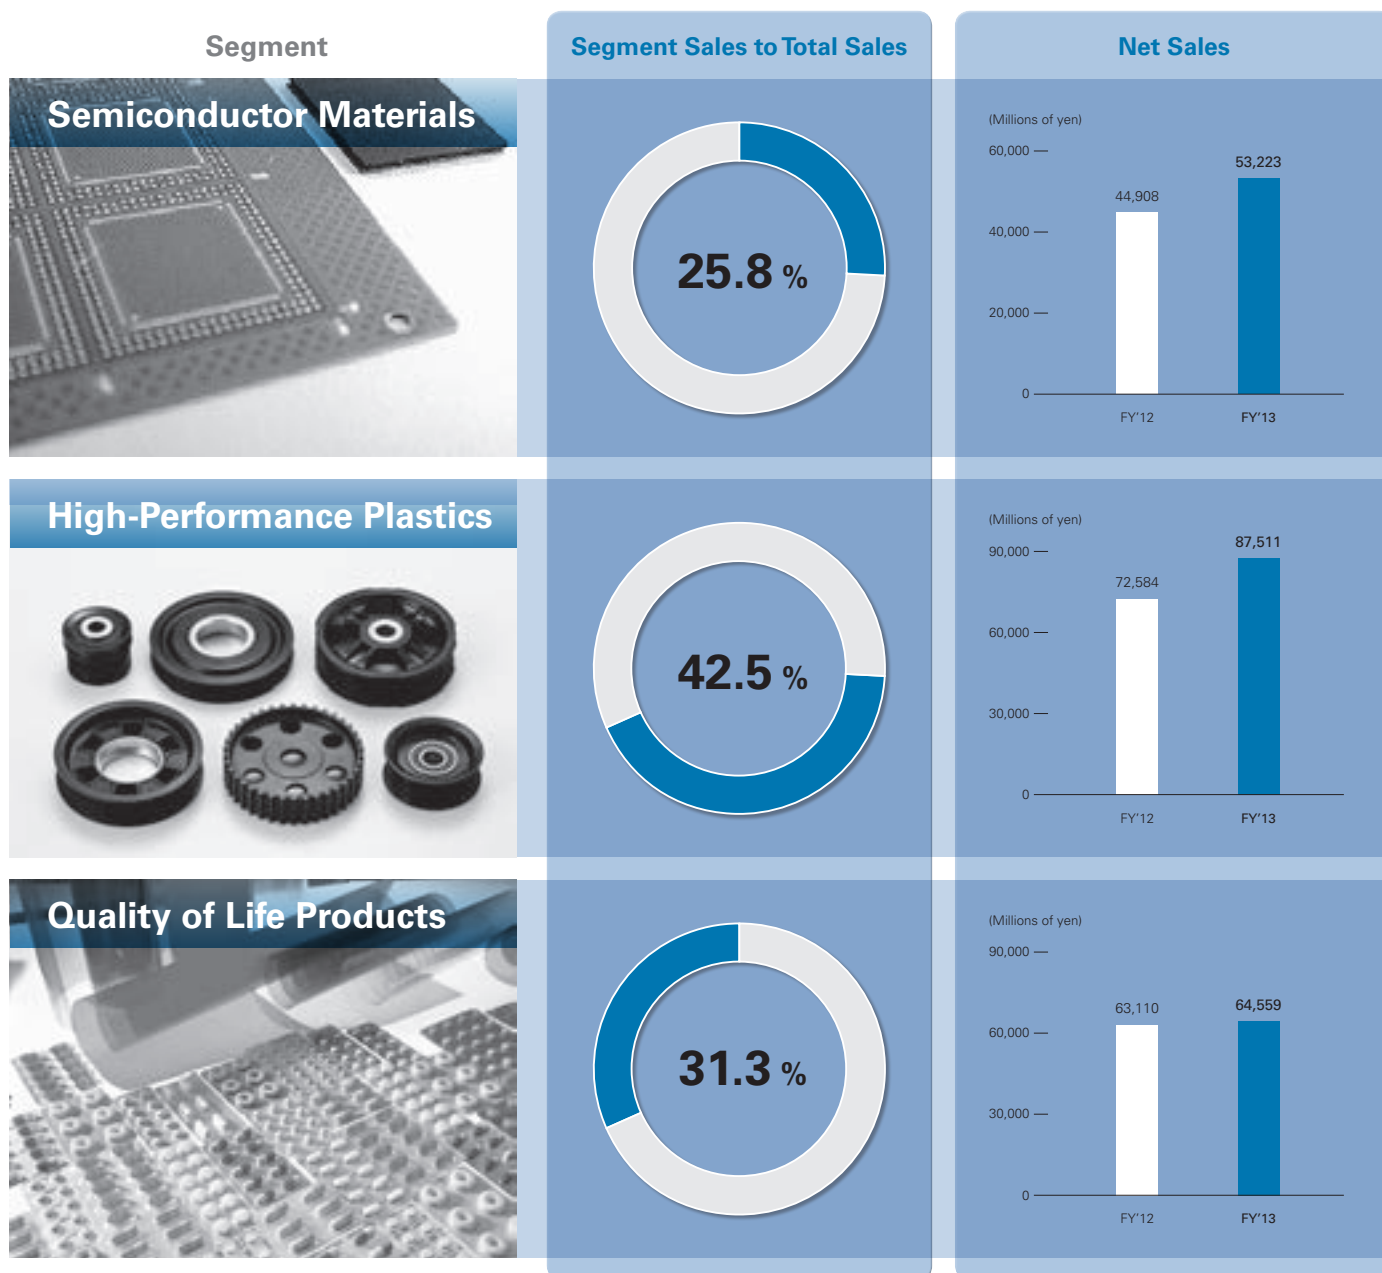 Segment
Segment Sales to Total Sales
Net Sales
Semiconductor Materials
25.8 %
(Millions of yen)
60,000
40,000
20,000
0
44,908
53,223
FY'12
FY'13
High-Performance Plastics
42.5 %
(Millions of yen)
90,000
60,000
30,000
0
72,584
87,511
FY'12
FY'13
Quality of Life Products
31.3 %
(Millions of yen)
90,000
60,000
30,000
0
63,110
64,559
FY'12
FY'13